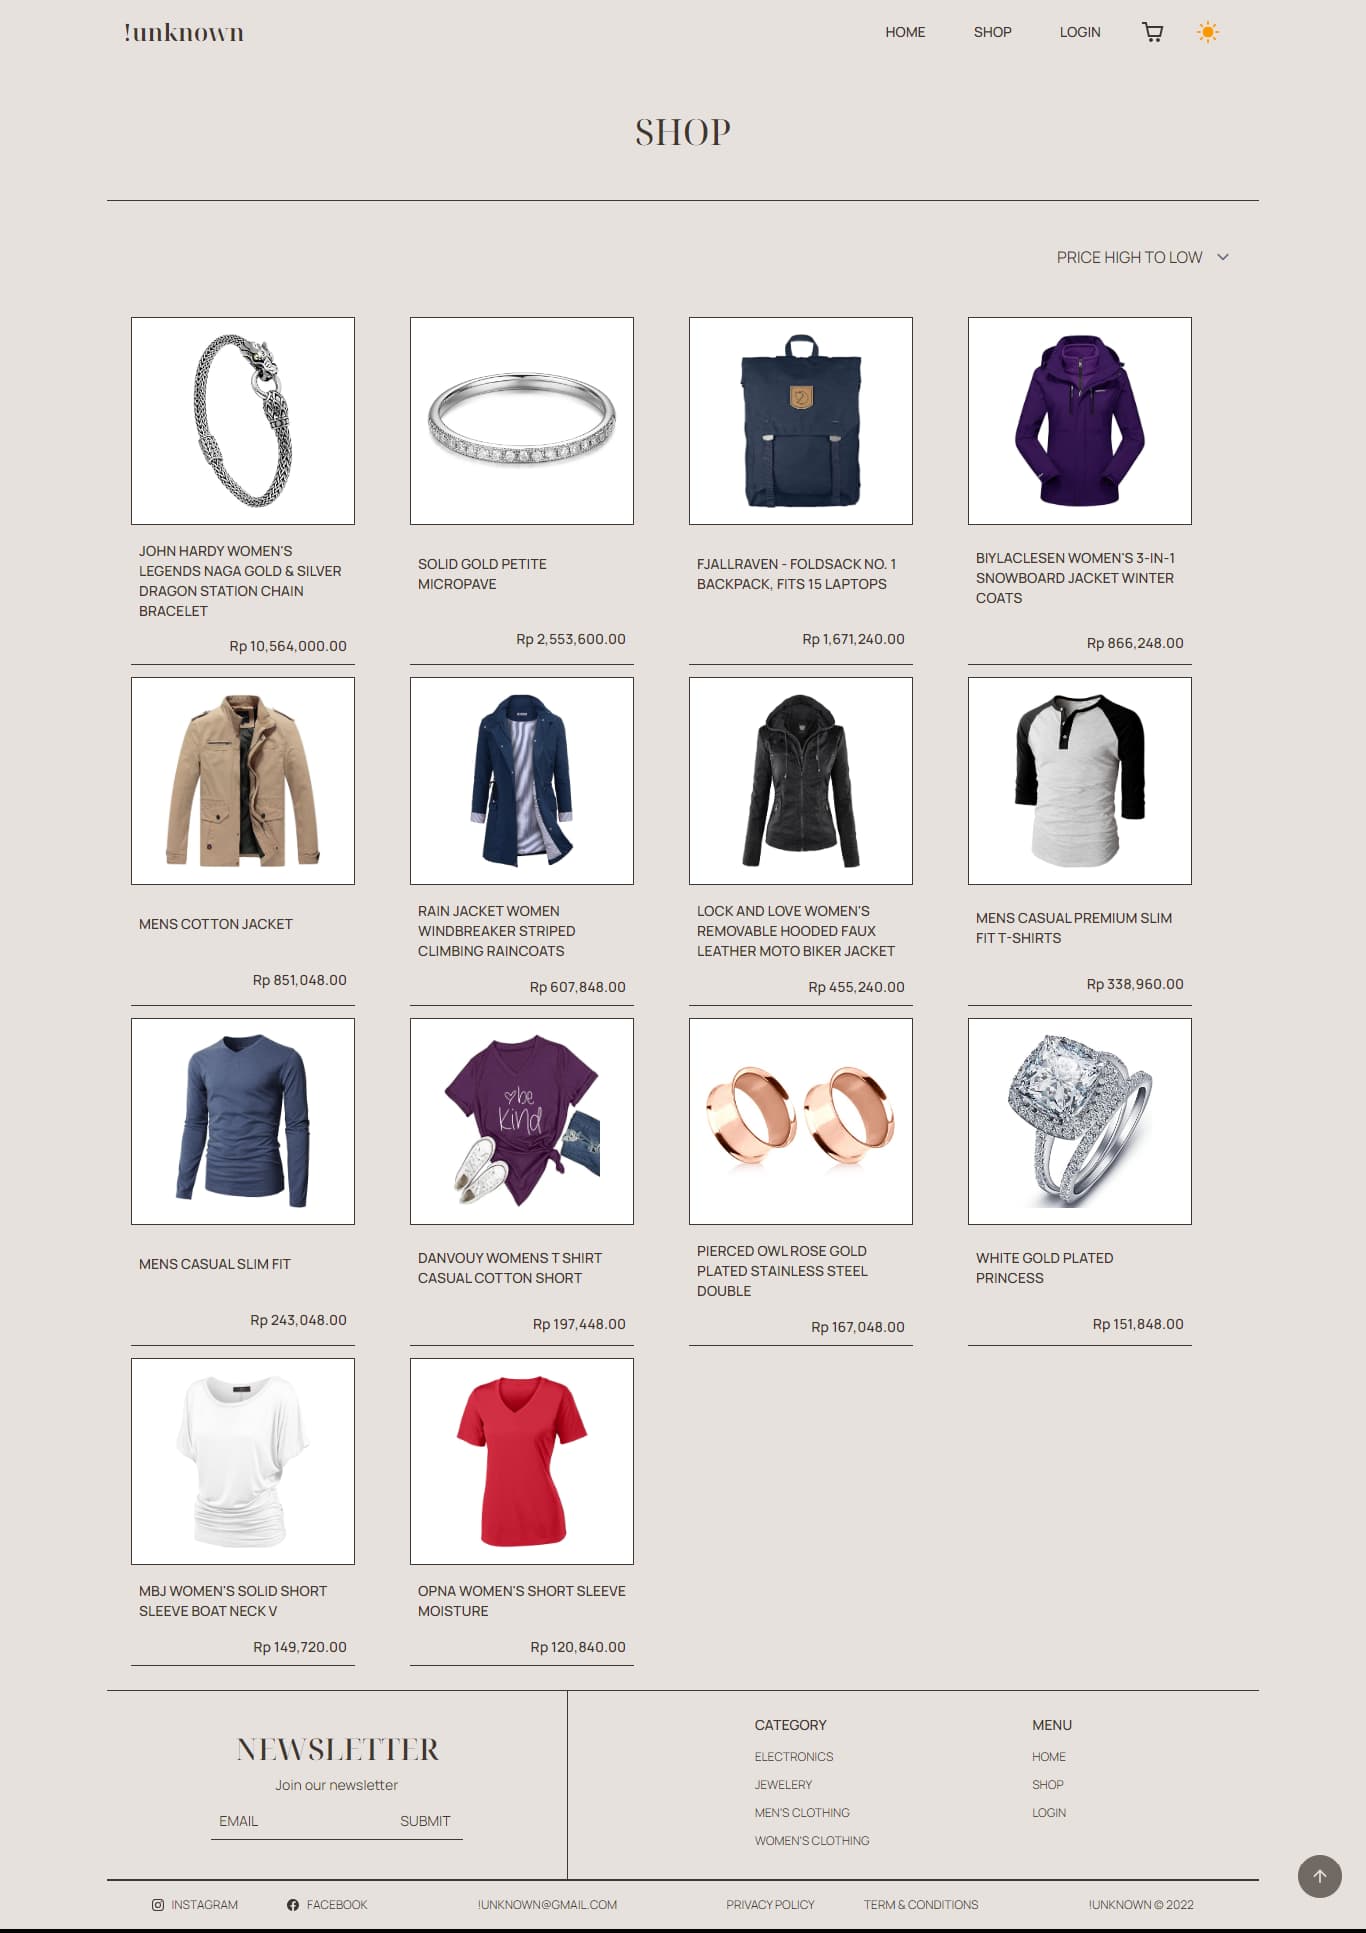 !unknown
HOME
SHOP
LOGIN
SHOP
PRICE HIGH TO LOW
JOHN HARDY WOMEN'S
LEGENDS NAGA GOLD & SILVER
DRAGON STATION CHAIN
BRACELET
Rp 10,564,000.00
SOLID GOLD PETITE
MICROPAVE
Rp 2,553,600.00
FJALLRAVEN - FOLDSACK NO. 1
BACKPACK, FITS 15 LAPTOPS
Rp 1,671,240.00
BIYLACLESEN WOMEN'S 3-IN-1
SNOWBOARD JACKET WINTER
COATS
Rp 866,248.00
MENS COTTON JACKET
Rp 851,048.00
RAIN JACKET WOMEN
WINDBREAKER STRIPED
CLIMBING RAINCOATS
Rp 607,848.00
LOCK AND LOVE WOMEN'S
REMOVABLE HOODED FAUX
LEATHER MOTO BIKER JACKET
Rp 455,240.00
MENS CASUAL PREMIUM SLIM
FIT T-SHIRTS
Rp 338,960.00
MENS CASUAL SLIM FIT
Rp 243,048.00
be
kind
DANVOUY WOMENS T SHIRT
CASUAL COTTON SHORT
Rp 197,448.00
PIERCED OWL ROSE GOLD
PLATED STAINLESS STEEL
DOUBLE
Rp 167,048.00
WHITE GOLD PLATED
PRINCESS
Rp 151,848.00
MBJ WOMEN'S SOLID SHORT
SLEEVE BOAT NECK V
Rp 149,720.00
OPNA WOMEN'S SHORT SLEEVE
MOISTURE
Rp 120,840.00
NEWSLETTER
Join our newsletter
EMAIL
SUBMIT
CATEGORY
ELECTRONICS
JEWELERY
MEN'S CLOTHING
WOMEN'S CLOTHING
MENU
HOME
SHOP
LOGIN
INSTAGRAM
FACEBOOK
!UNKNOWN@GMAIL.COM
PRIVACY POLICY
TERM & CONDITIONS
!UNKNOWN © 2022